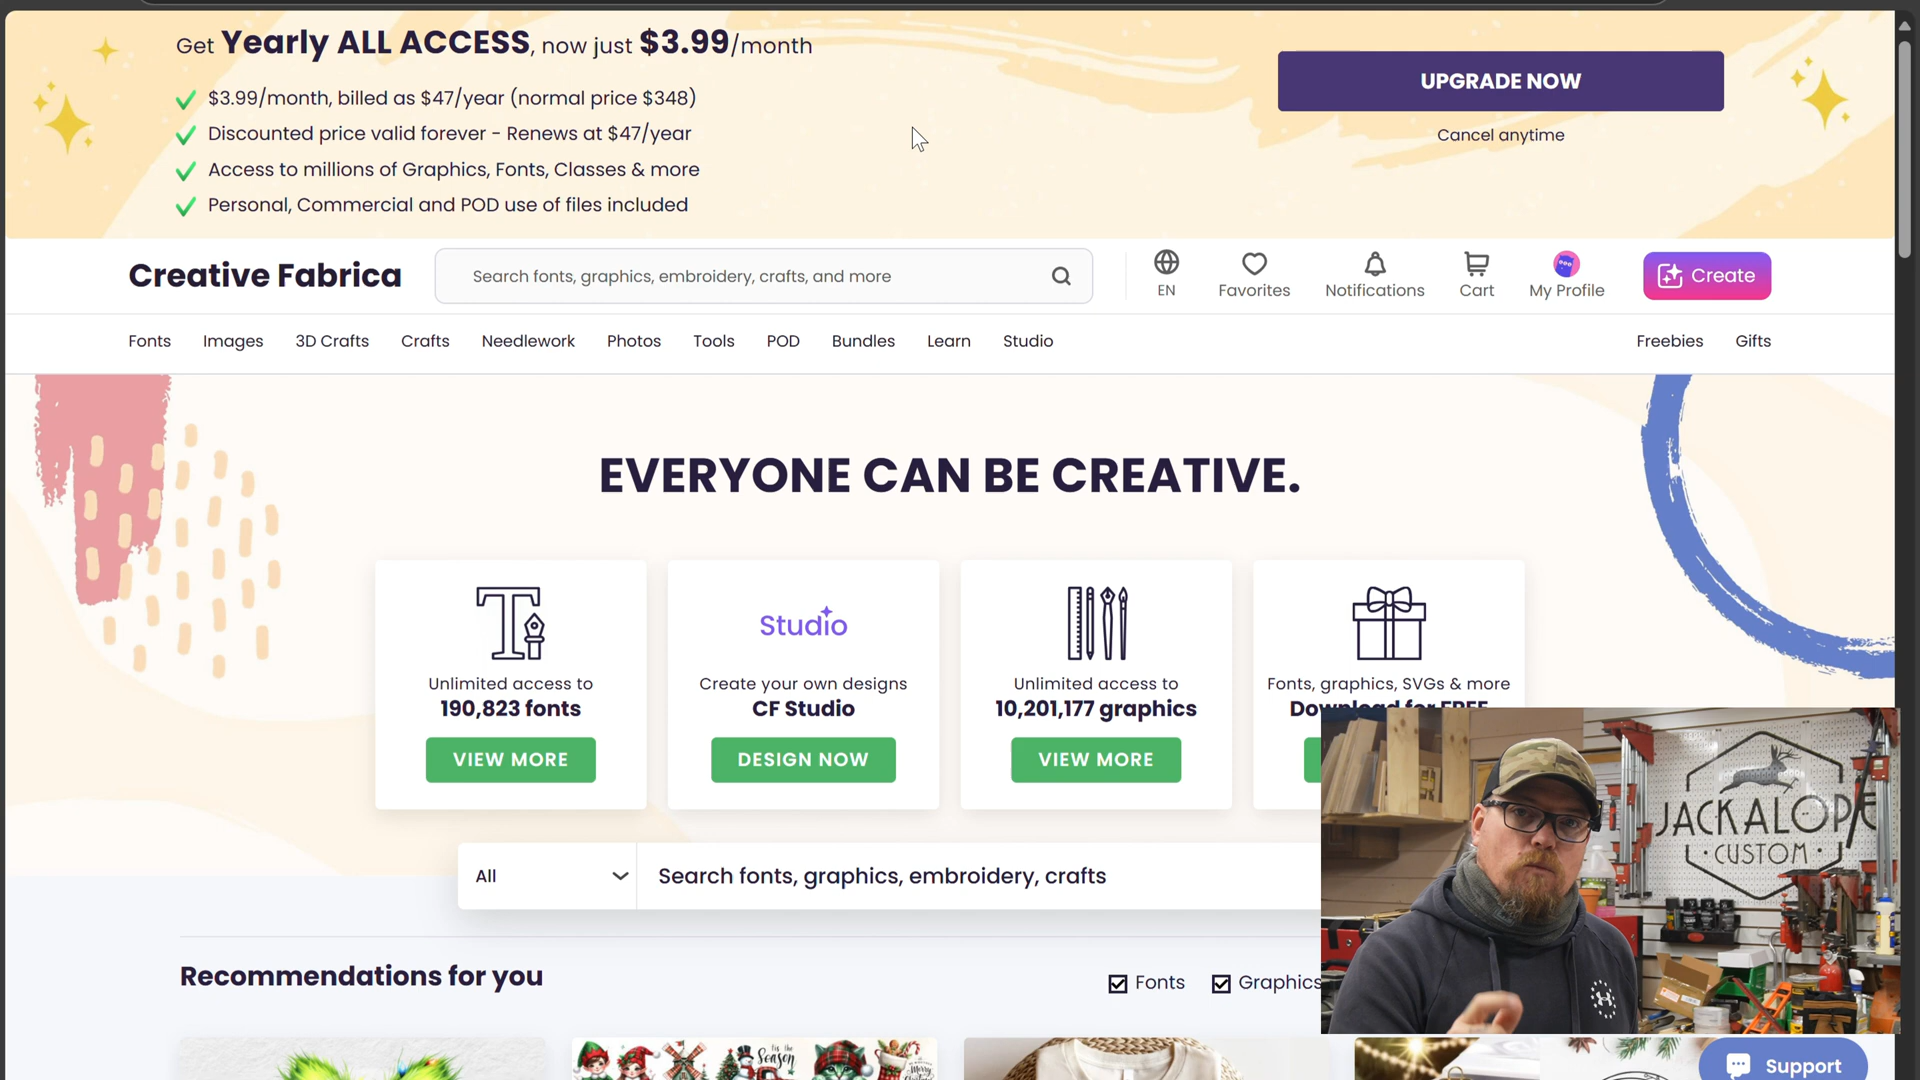 Get Yearly ALL ACCESS, now just $3.99/month
$3.99/month, billed as $47/year (normal price $348)
Discounted price valid forever - Renews at $47/year
Access to millions of Graphics, Fonts, Classes & more
Personal, Commercial and POD use of files included
UPGRADE NOW
Cancel anytime
Creative Fabrica
Search fonts, graphics, embroidery, crafts, and more
EN
Favorites
Notifications
Cart
My Profile
Create
Fonts Images 3D Crafts Crafts Needlework Photos Tools POD Bundles Learn Studio Freebies Gifts
EVERYONE CAN BE CREATIVE.
Unlimited access to
190,823 fonts
VIEW MORE
Studio
Create your own designs
CF Studio
DESIGN NOW
Unlimited access to
10,201,177 graphics
VIEW MORE
Fonts, graphics, SVGs & more
Download for FREE
JACKALOPE
CUSTOM
All
Search fonts, graphics, embroidery, crafts
Recommendations for you
Fonts
Graphics
Season
Support